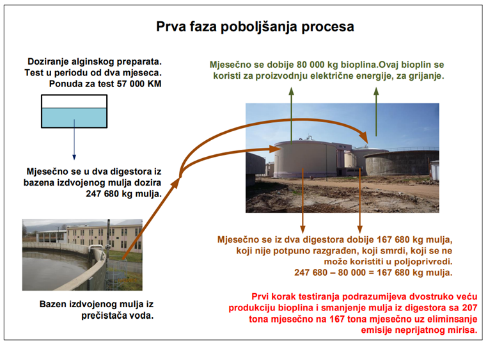 Prva faza poboljšanja procesa
Doziranje alginskog preparata.
Test u periodu od dva mjeseca.
Ponuda za test 57 000 KM
Mjesečno se dobije 80 000 kg bioplina.Ovaj bioplin se
koristi za proizvodnju električne energije, za grijanje.
Mjesečno se u dva digestora iz
bazena izdvojenog mulja dozira
247 680 kg mulja.
Mjesečno se iz dva digestora dobije 167 680 kg mulja,
koji nije potpuno razgrađen, koji smrdi, koji se ne
može koristiti u poljoprivredi.
247 680 – 80 000 = 167 680 kg mulja.
Bazen izdvojenog mulja iz
prečistača voda.
Prvi korak testiranja podrazumijeva dvostruko veću
produkciju bioplina i smanjenje mulja iz digestora sa 207
tona mjesečno na 167 tona mjesečno uz eliminsanje
emisije neprijatnog mirisa.